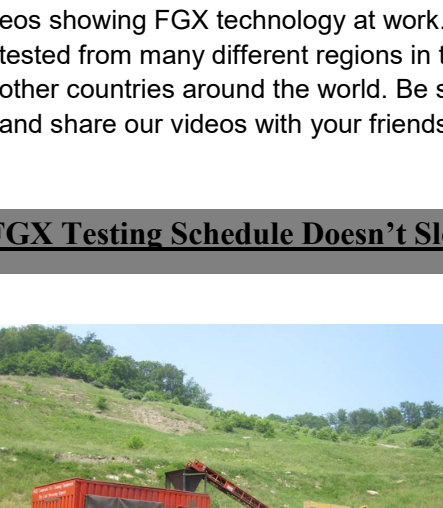 eos showing FGX technology at work.
tested from many different regions in
other countries around the world. Be
and share our videos with your friends
FGX Testing Schedule Doesn't